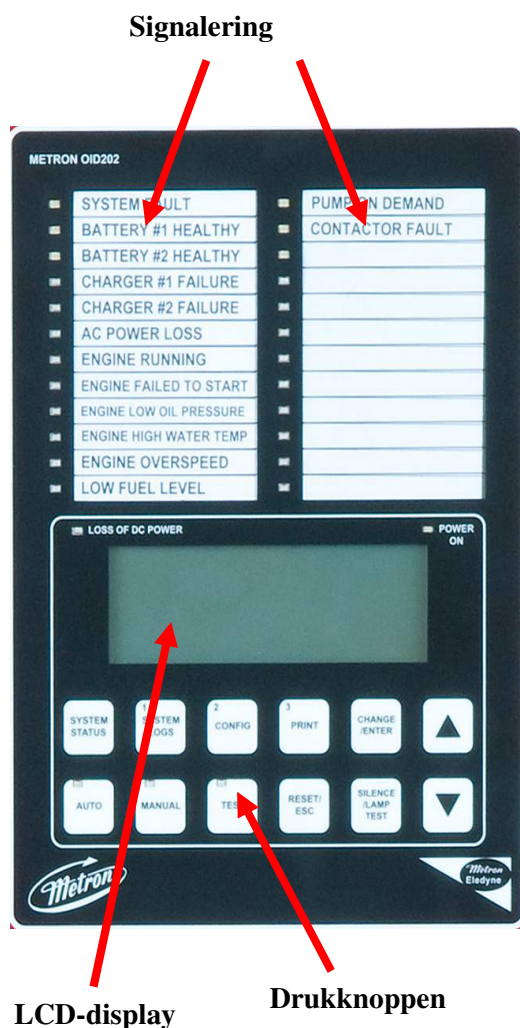 Signalering
METRON OID202
SYSTEM FAULT
BATTERY #1 HEALTHY
BATTERY #2 HEALTHY
CHARGER #1 FAILURE
CHARGER #2 FAILURE
AC POWER LOSS
ENGINE RUNNING
ENGINE FAILED TO START
ENGINE LOW OIL PRESSURE
ENGINE HIGH WATER TEMP
ENGINE OVERSPEED
LOW FUEL LEVEL
PUMP ON DEMAND
CONTACTOR FAULT
LOSS OF DC POWER
POWER
ON
SYSTEM
STATUS
1
SYSTEM
LOGS
2
CONFIG
3
PRINT
CHANGE
/ENTER
AUTO
MANUAL
TEST
RESET/
ESC
SILENCE
/LAMP
TEST
Metron
Metron
Eledyne
LCD-display
Drukknoppen